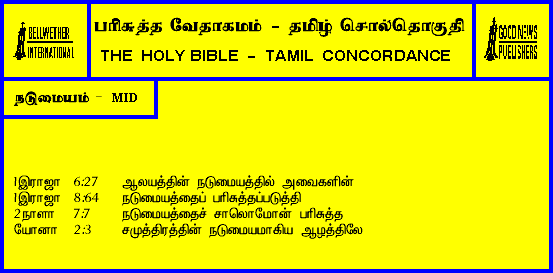 BELLWETHER
INTERNATIONAL
பரிசுத்த வேதாகமம் - தமிழ் சொல்தொகுதி
THE HOLY BIBLE - TAMIL CONCORDANCE
GOOD NEWS
PUBLISHERS
நடுமையம் - MID
1இராஜா 6:27 ஆலயத்தின் நடுமையத்தில் அவைகளின்
1இராஜா 8:64 நடுமையத்தைப் பரிசுத்தப்படுத்தி
2நாளா 7:7 நடுமையத்தைச் சாலொமோன் பரிசுத்த
யோனா 2:3 சமுத்திரத்தின் நடுமையமாகிய ஆழத்திலே